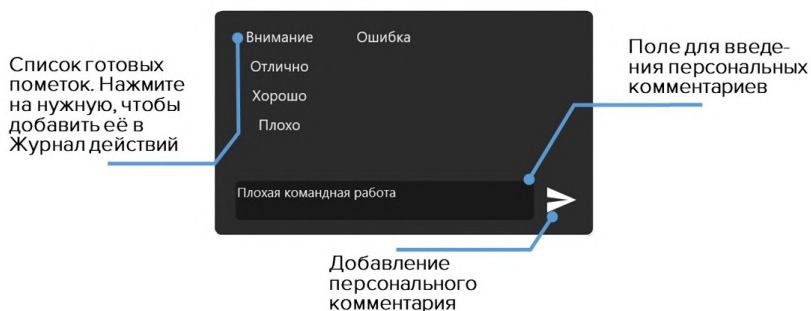 Внимание
Ошибка
Отлично
Хорошо
Плохо
Плохая командная работа
Список готовых
пометок. Нажмите
на нужную, чтобы
добавить её в
Журнал действий
Поле для введе-
ния персональных
комментариев
Добавление
персонального
комментария